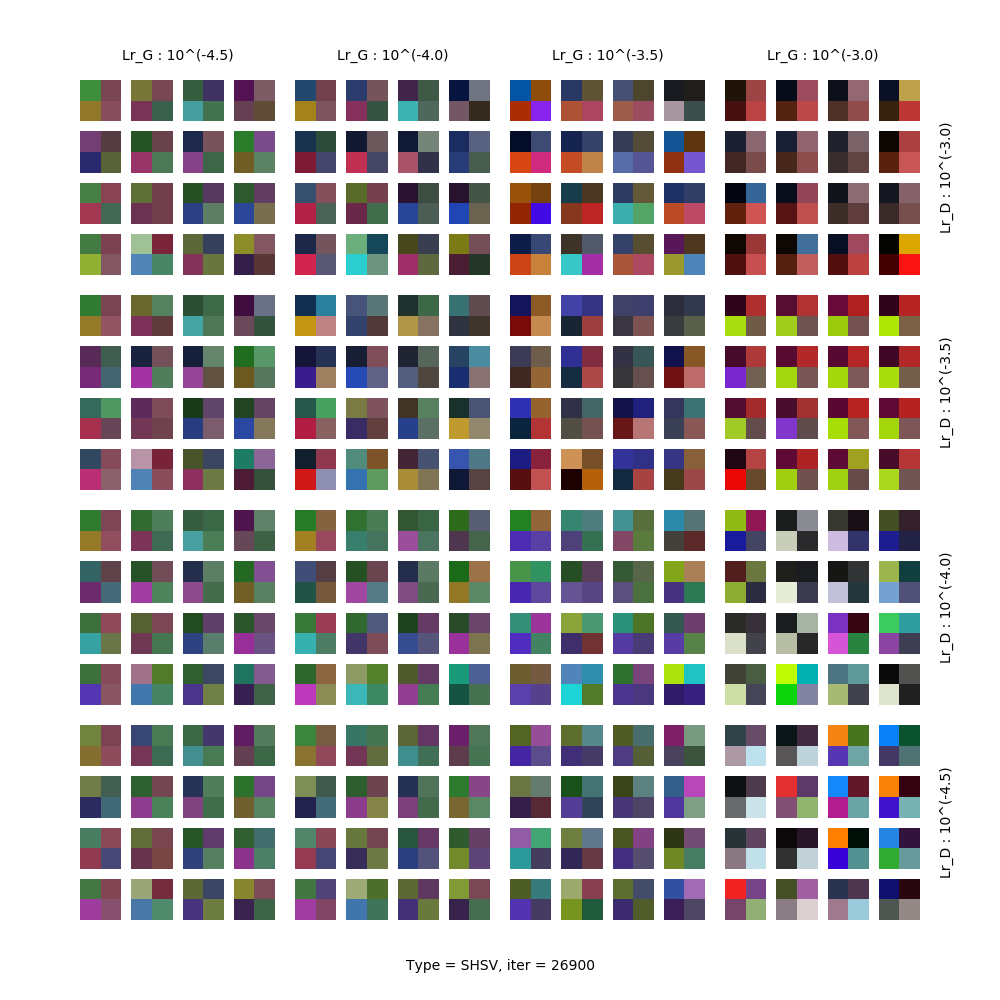 Lr_G : 10^(-4.5)
Lr_G : 10^(-4.0)
Lr_G : 10^(-3.5)
Lr_G : 10^(-3.0)
Lr_D : 10^(-3.0)
Lr_D : 10^(-3.5)
Lr_D : 10^(-4.0)
Lr_D : 10^(-4.5)
Type = SHSV, iter = 26900